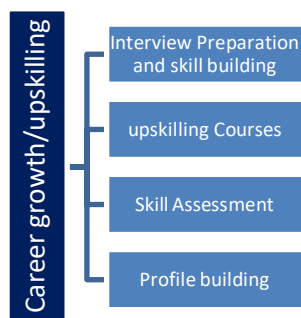 Career growth/upskilling
Interview Preparation
and skill building
upskilling Courses
Skill Assessment
Profile building